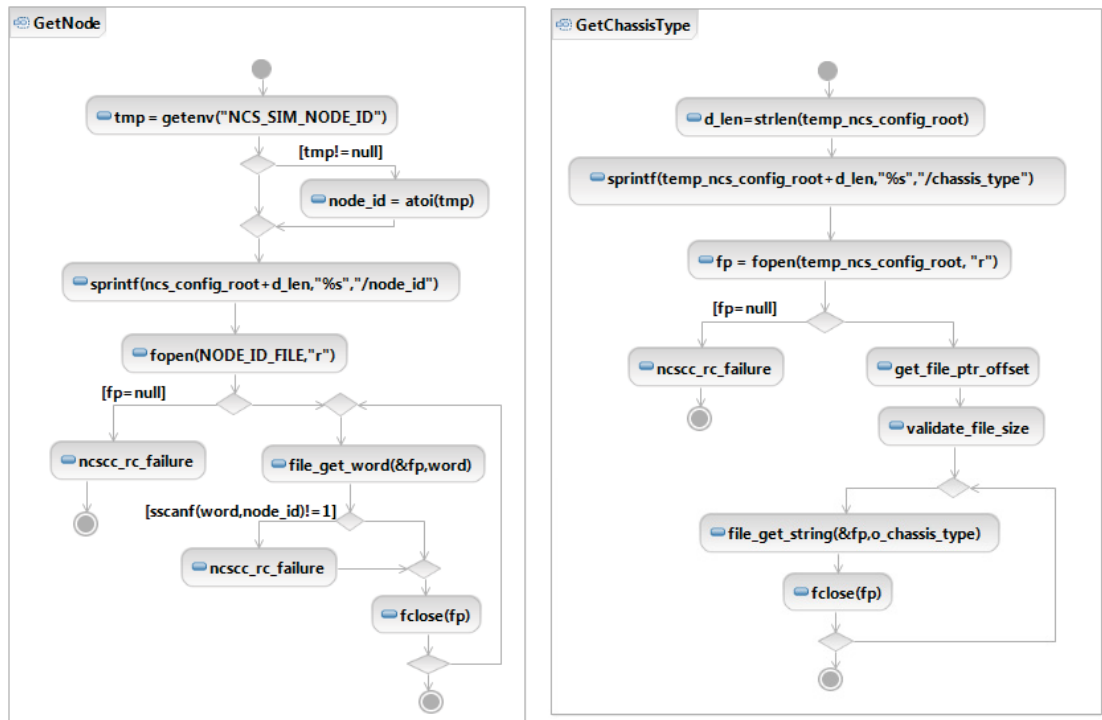 GetNode
tmp = getenv("NCS_SIM_NODE_ID")
[tmp!=null]
node_id = atoi(tmp)
sprintf(ncs_config_root+d_len,"%s","/node_id")
fopen(NODE_ID_FILE,"r")
[fp=null]
ncscc_rc_failure
file_get_word(&fp,word)
[sscanf(word,node_id)!=1]
ncscc_rc_failure
fclose(fp)
GetChassisType
d_len=strlen(temp_ncs_config_root)
sprintf(temp_ncs_config_root+d_len,"%s","/chassis_type")
fp = fopen(temp_ncs_config_root, "r")
[fp=null]
ncscc_rc_failure
get_file_ptr_offset
validate_file_size
file_get_string(&fp,o_chassis_type)
fclose(fp)